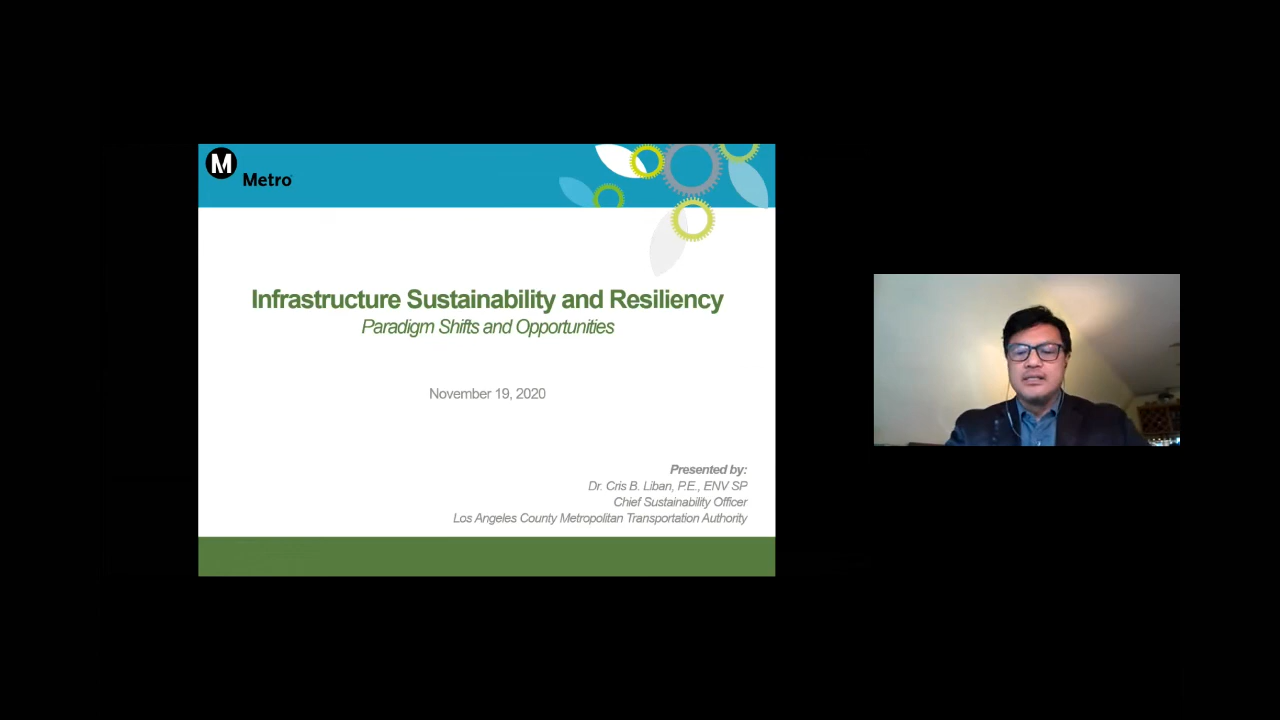 M
Metro
Infrastructure Sustainability and Resiliency
Paradigm Shifts and Opportunities
November 19, 2020
Presented by:
Dr. Cris B. Liban, P.E., ENV SP
Chief Sustainability Officer
Los Angeles County Metropolitan Transportation Authority